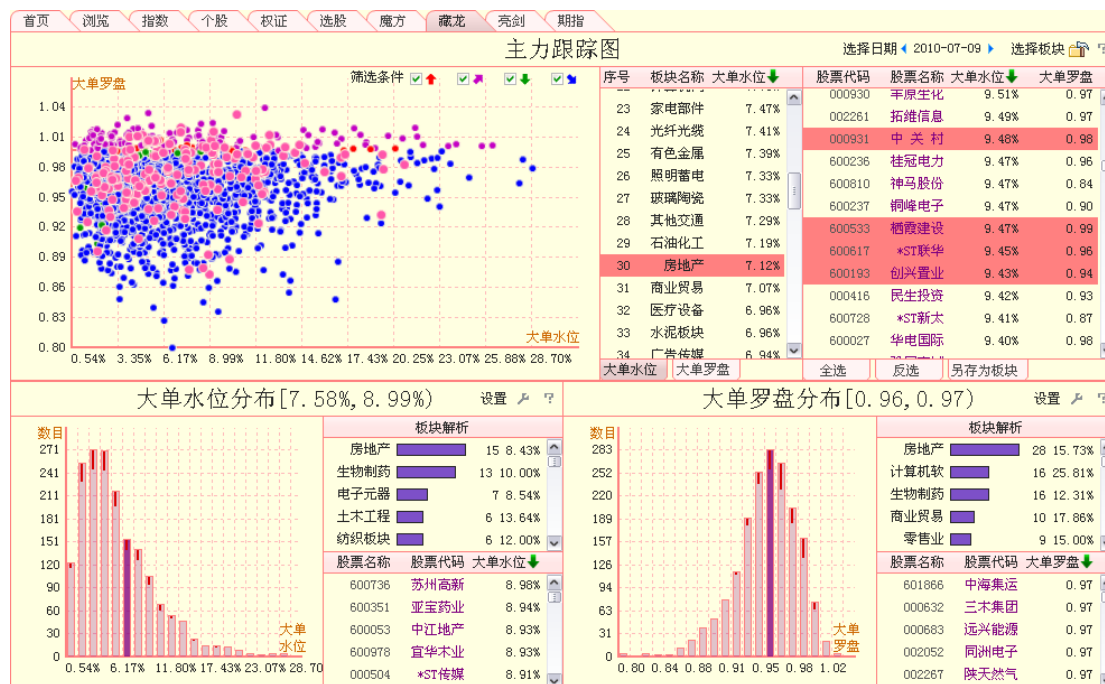 首页 浏览 指数 个股 权证 选股 魔方 藏龙 亮剑 期指
主力跟踪图 选择日期 2010-07-09 选择板块 ?
大单罗盘 筛选条件
1.04
1.01
0.98
0.95
0.92
0.89
0.86
0.83
0.80
大单水位
0.54% 3.35% 6.17% 8.99% 11.80% 14.62% 17.43% 20.25% 23.07% 25.88% 28.70%
序号 板块名称 大单水位
23 家电部件 7.47%
24 光纤光缆 7.41%
25 有色金属 7.39%
26 照明蓄电 7.33%
27 玻璃陶瓷 7.33%
28 其他交通 7.29%
29 石油化工 7.19%
30 房地产 7.12%
31 商业贸易 7.07%
32 医疗设备 6.96%
33 水泥板块 6.96%
34 广告传媒 6.94%
大单水位 大单罗盘
股票代码 股票名称 大单水位 大单罗盘
000930 丰原生化 9.51% 0.97
002261 拓维信息 9.49% 0.97
000931 中 关 村 9.48% 0.98
600236 桂冠电力 9.47% 0.96
600810 神马股份 9.47% 0.84
600237 铜峰电子 9.47% 0.90
600533 栖霞建设 9.47% 0.99
600617 *ST联华 9.45% 0.96
600193 创兴置业 9.43% 0.94
000416 民生投资 9.42% 0.93
600728 *ST新太 9.41% 0.87
600027 华电国际 9.40% 0.98
全选 反选 另存为板块
大单水位分布[7.58%,8.99%) 设置 ?
数目
271
241
211
181
151
120
90
60
30
0
大单
水位
0.54% 6.17% 11.80% 17.43% 23.07% 28.70
板块解析
房地产 15 8.43%
生物制药 13 10.00%
电子元器 7 8.54%
土木工程 6 13.64%
纺织板块 6 12.00%
股票名称 股票代码 大单水位
600736 苏州高新 8.98%
600351 亚宝药业 8.94%
600053 中江地产 8.93%
600978 宜华木业 8.93%
000504 *ST传媒 8.91%
大单罗盘分布[0.96,0.97) 设置 ?
数目
283
252
220
189
157
126
94
63
31
0
大单
罗盘
0.80 0.84 0.88 0.91 0.95 0.98 1.02
板块解析
房地产 28 15.73%
计算机软 16 25.81%
生物制药 16 12.31%
商业贸易 10 17.86%
零售业 9 15.00%
股票名称 股票代码 大单罗盘
601866 中海集运 0.97
000632 三木集团 0.97
000683 远兴能源 0.97
002052 同洲电子 0.97
002267 陕天然气 0.97